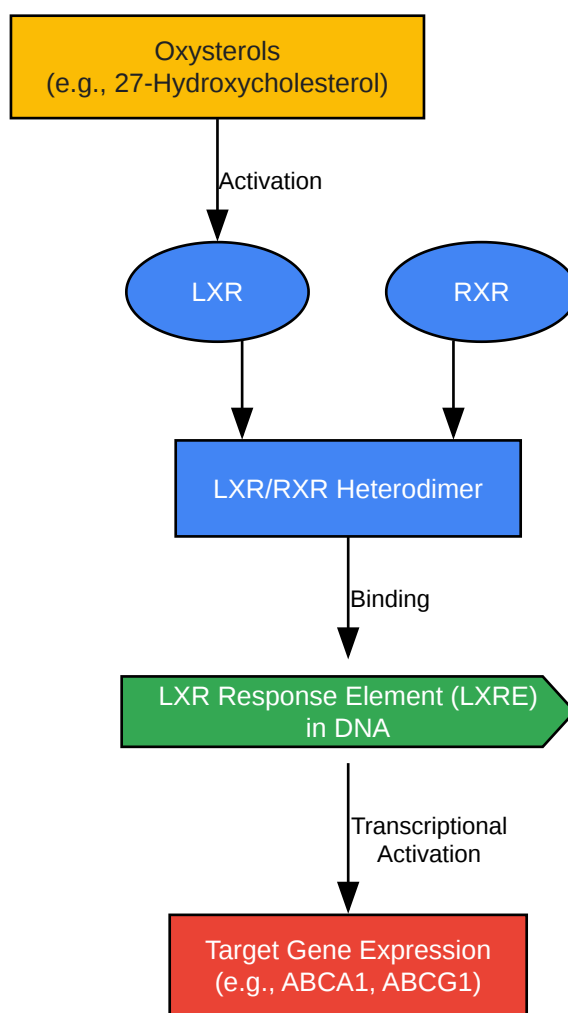 Oxysterols
(e.g., 27-Hydroxycholesterol)
Activation
LXR
RXR
LXR/RXR Heterodimer
Binding
LXR Response Element (LXRE)
in DNA
Transcriptional
Activation
Target Gene Expression
(e.g., ABCA1, ABCG1)